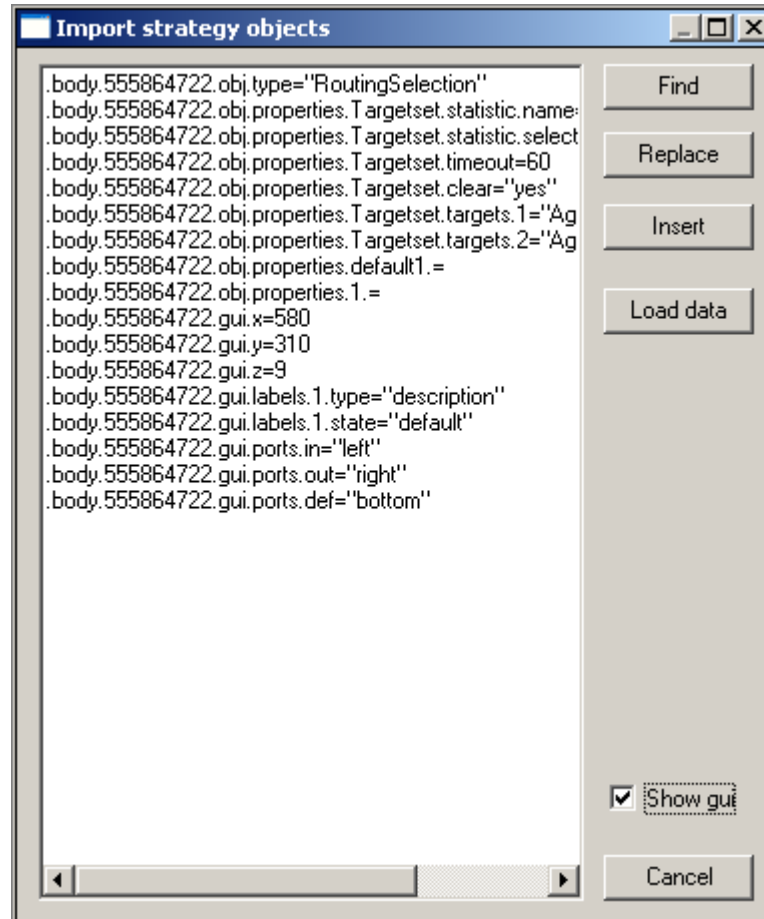 Import strategy objects
.body.555864722.obj.type="RoutingSelection"
.body.555864722.obj.properties.Targetset.statistic.name=
.body.555864722.obj.properties.Targetset.statistic.select
.body.555864722.obj.properties.Targetset.timeout=60
.body.555864722.obj.properties.Targetset.clear="yes"
.body.555864722.obj.properties.Targetset.targets.1="Ag
.body.555864722.obj.properties.Targetset.targets.2="Ag
.body.555864722.obj.properties.default1.=
.body.555864722.obj.properties.1.=
.body.555864722.gui.x=580
.body.555864722.gui.y=310
.body.555864722.gui.z=9
.body.555864722.gui.labels.1.type="description"
.body.555864722.gui.labels.1.state="default"
.body.555864722.gui.ports.in="left"
.body.555864722.gui.ports.out="right"
.body.555864722.gui.ports.def="bottom"
Find
Replace
Insert
Load data
Show gui
Cancel